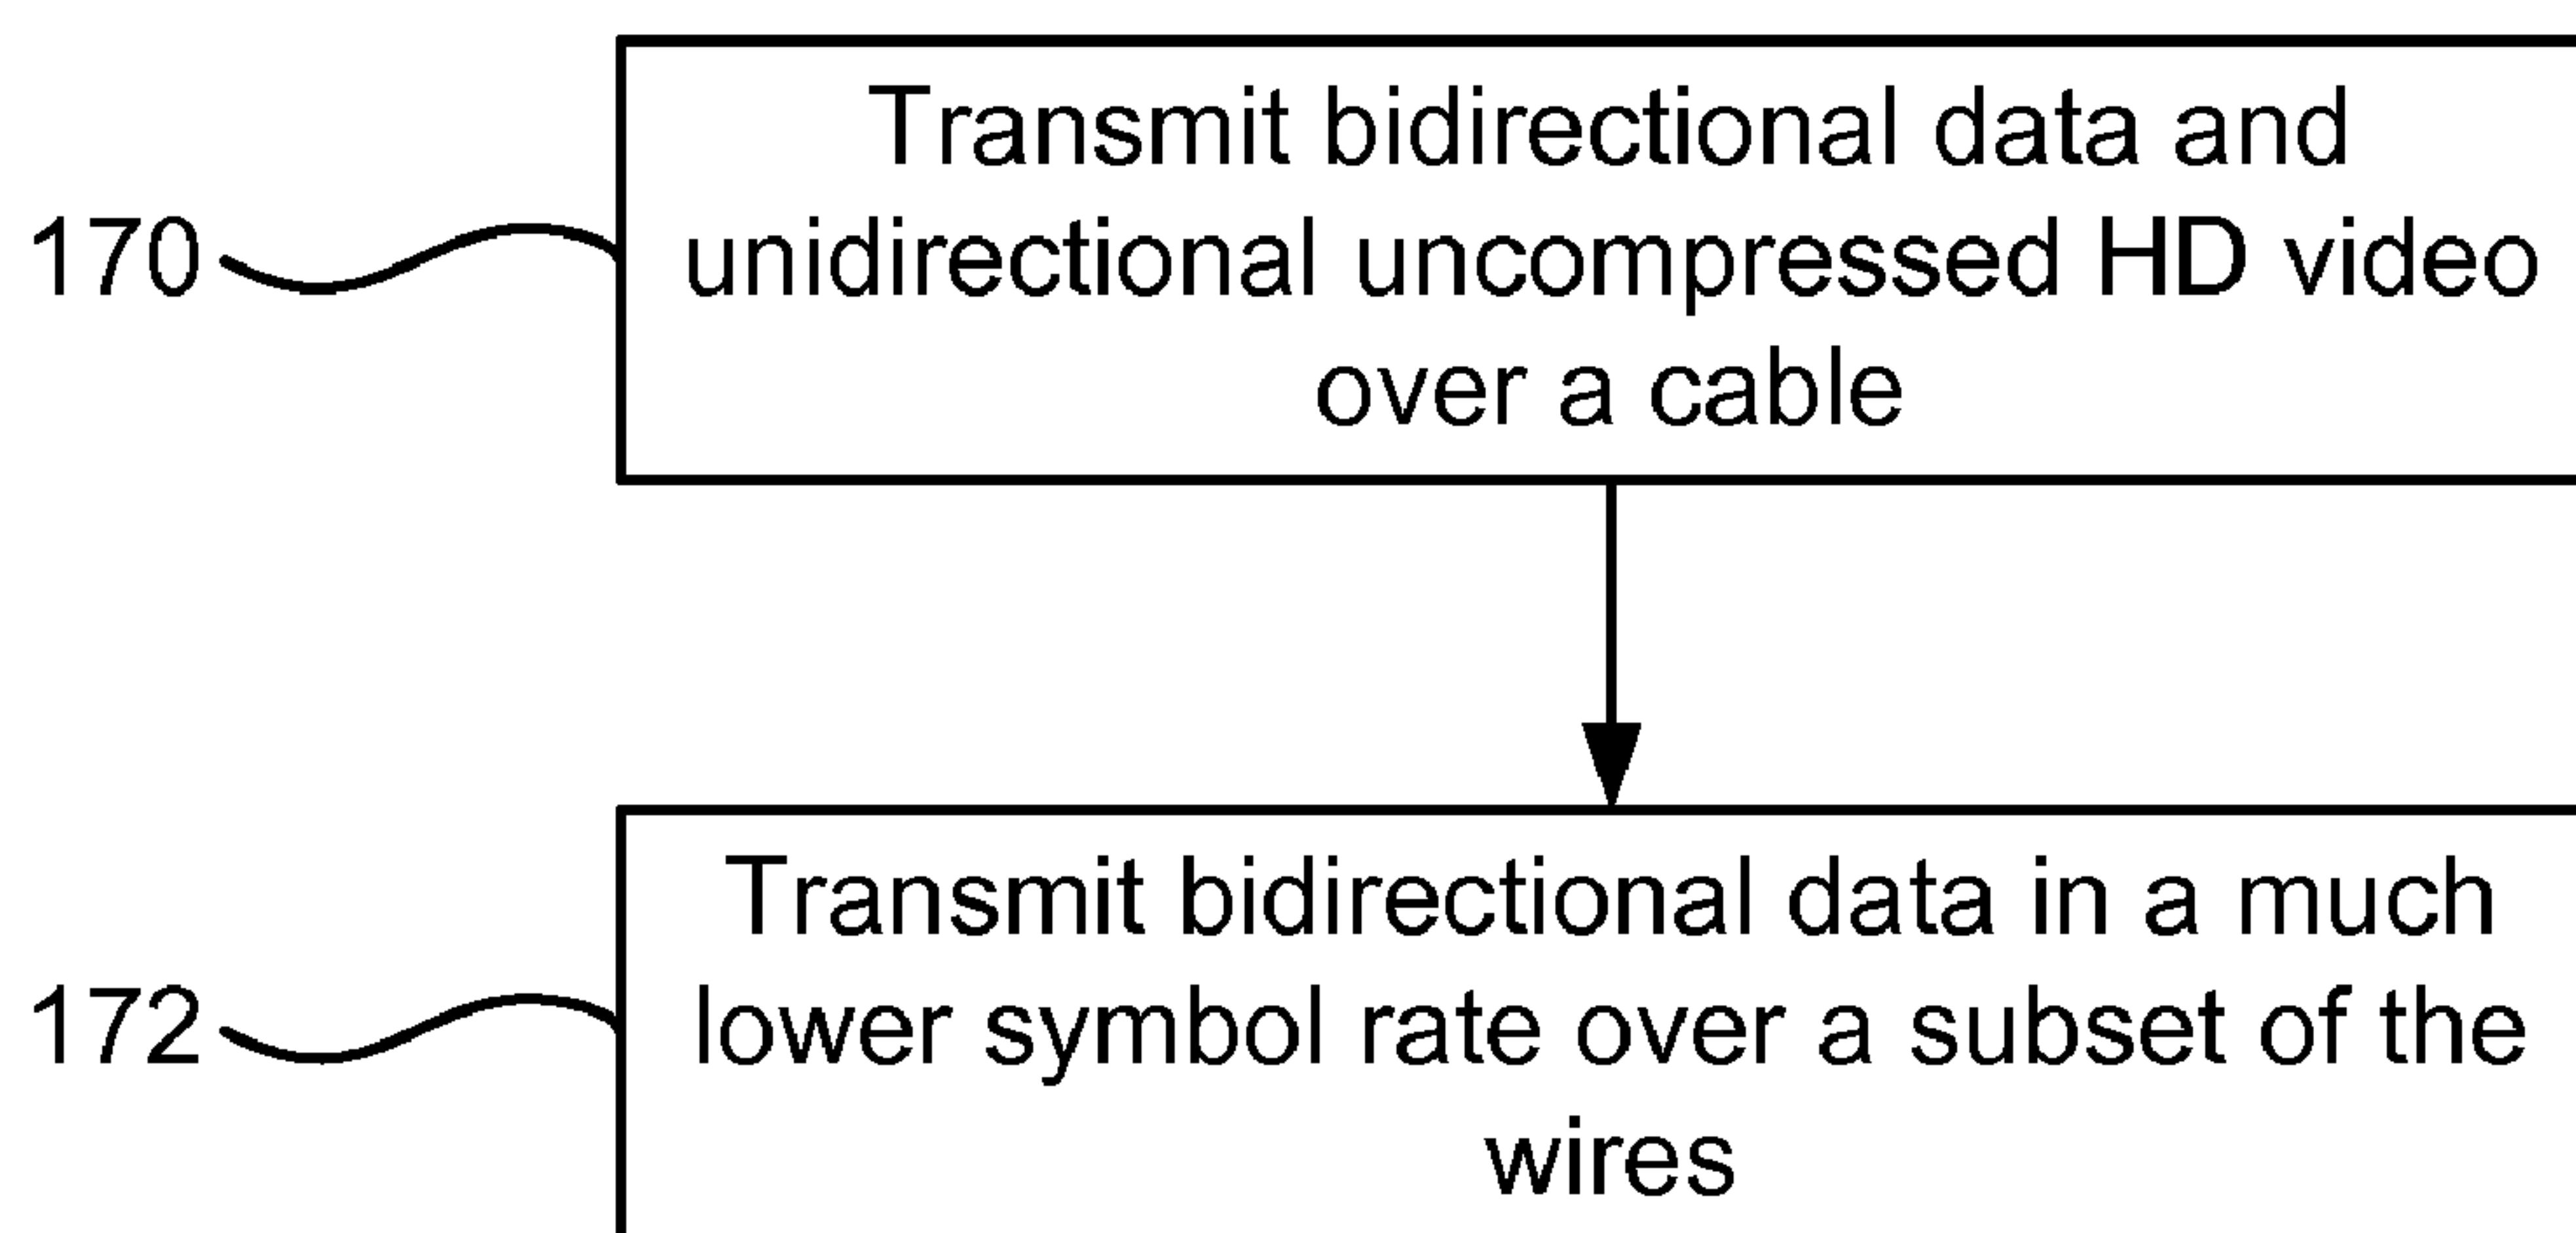 Transmit bidirectional data and
170 unidirectional uncompressed HD video
over a cable
Transmit bidirectional data in a much
172 lower symbol rate over a subset of the
wires